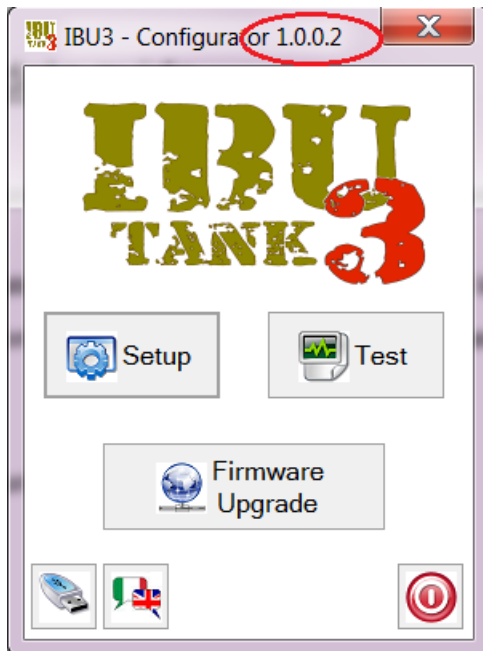 IBU3 - Configurator 1.0.0.2
IBU
TANK 3
Setup
Test
Firmware
Upgrade